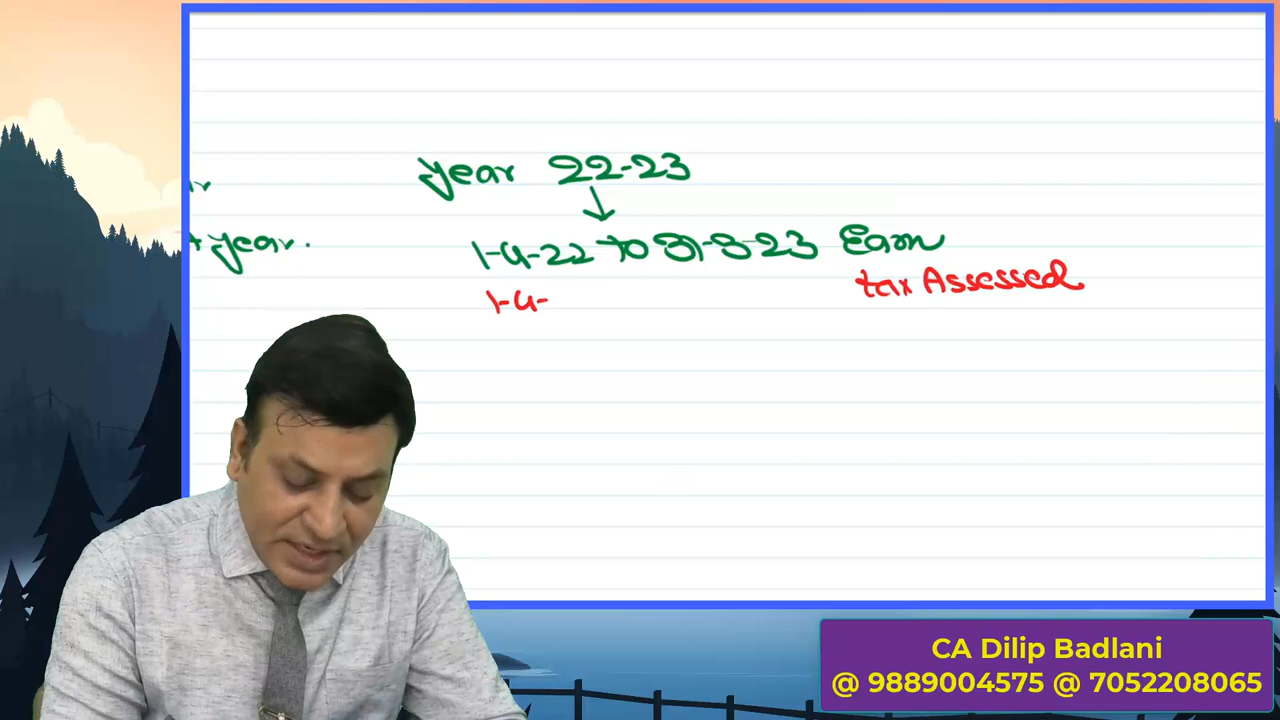 year 22-23
year.
1-4-22 to 31-3-23 Earn
tax Assessed
1-4-
CA Dilip Badlani
@ 9889004575 @ 7052208065